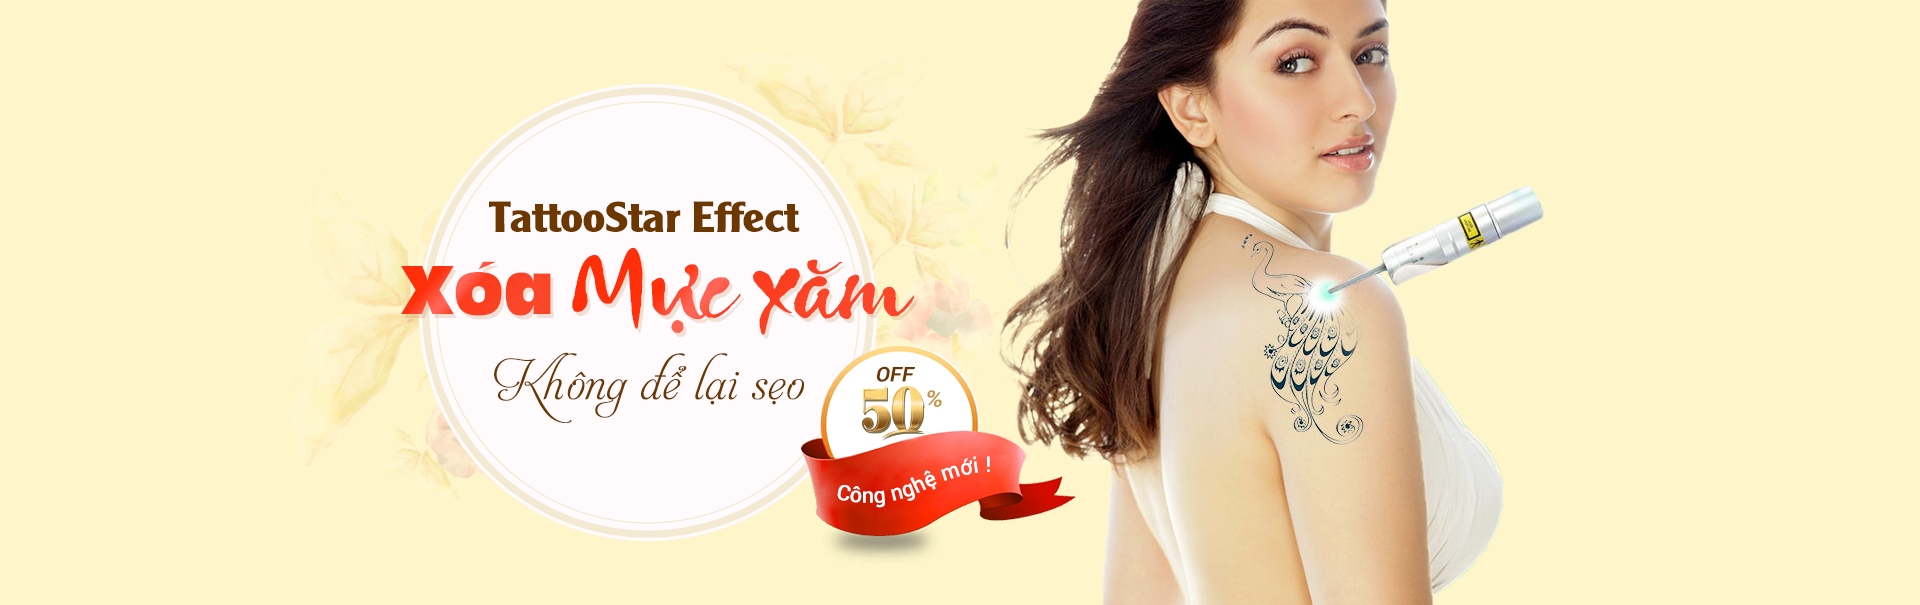 TattooStar Effect
Xóa Mực xăm
Không để lại sẹo
OFF
50%
Công nghệ mới !